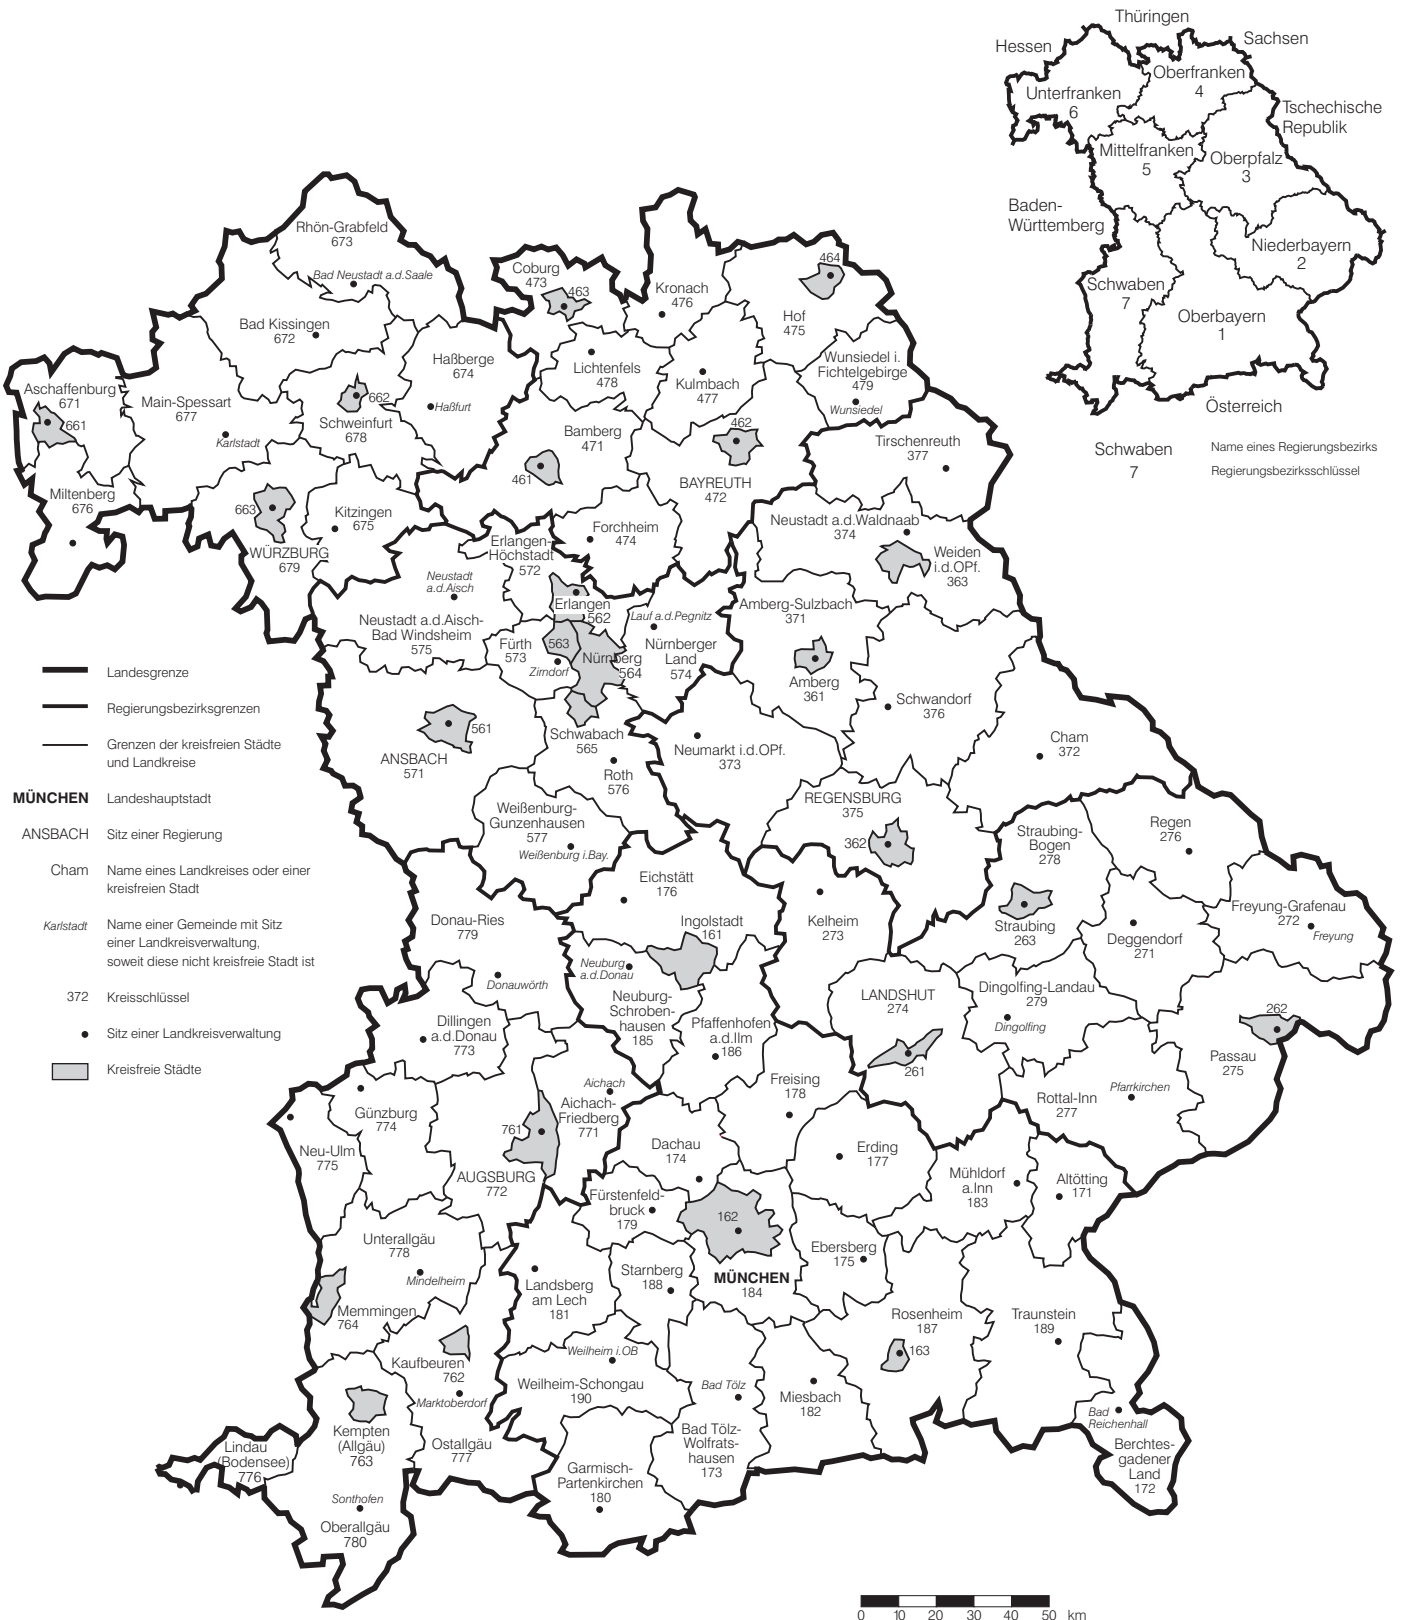 Thüringen
Hessen
Sachsen
Oberfranken
4
Unterfranken
6
Tschechische
Republik
Mittelfranken
5
Oberpfalz
3
Baden-
Württemberg
Niederbayern
2
Schwaben
7
Oberbayern
1
Österreich
Schwaben
7
Name eines Regierungsbezirks
Regierungsbezirksschlüssel
Rhön-Grabfeld
673
Bad Neustadt a.d.Saale
Coburg
473
463
Kronach
476
464
Hof
475
Bad Kissingen
672
Haßberge
674
Haßfurt
Lichtenfels
478
Kulmbach
477
Wunsiedel i.
Fichtelgebirge
479
Wunsiedel
Aschaffenburg
671
661
Main-Spessart
677
Karlstadt
662
Schweinfurt
678
Bamberg
471
461
462
BAYREUTH
472
Tirschenreuth
377
Miltenberg
676
663
WÜRZBURG
679
Kitzingen
675
Forchheim
474
Erlangen-
Höchstadt
572
Neustadt a.d.Waldnaab
374
Weiden
i.d.OPf.
363
Neustadt
a.d.Aisch
Neustadt a.d.Aisch-
Bad Windsheim
575
Erlangen
562
Lauf a.d.Pegnitz
Nürnberger
Land
574
Amberg-Sulzbach
371
Fürth
573
563
Zirndorf
Nürnberg
564
Amberg
361
Schwandorf
376
Landesgrenze
Regierungsbezirksgrenzen
Grenzen der kreisfreien Städte
und Landkreise
MÜNCHEN Landeshauptstadt
ANSBACH Sitz einer Regierung
Cham Name eines Landkreises oder einer
kreisfreien Stadt
Karlstadt Name einer Gemeinde mit Sitz
einer Landkreisverwaltung,
soweit diese nicht kreisfreie Stadt ist
372 Kreisschlüssel
Sitz einer Landkreisverwaltung
Kreisfreie Städte
561
ANSBACH
571
Schwabach
565
Roth
576
Neumarkt i.d.OPf.
373
Cham
372
Weißenburg-
Gunzenhausen
577
Weißenburg i.Bay.
REGENSBURG
375
362
Straubing-
Bogen
278
Regen
276
Eichstätt
176
Donau-Ries
779
Donauwörth
Ingolstadt
161
Kelheim
273
Straubing
263
Deggendorf
271
Freyung-Grafenau
272
Freyung
Neuburg
a.d.Donau
Neuburg-
Schroben-
hausen
185
Pfaffenhofen
a.d.Ilm
186
LANDSHUT
274
261
Dingolfing-Landau
279
Dingolfing
262
Passau
275
Dillingen
a.d.Donau
773
Günzburg
774
Aichach
Aichach-
Friedberg
771
761
AUGSBURG
772
Freising
178
Rottal-Inn
277
Pfarrkirchen
Neu-Ulm
775
Dachau
174
Erding
177
Mühldorf
a.Inn
183
Altötting
171
Fürstenfeld-
bruck
179
162
MÜNCHEN
184
Ebersberg
175
Unterallgäu
778
Mindelheim
Landsberg
am Lech
181
Starnberg
188
Memmingen
764
Rosenheim
187
163
Traunstein
189
Kaufbeuren
762
Marktoberdorf
Weilheim i.OB
Weilheim-Schongau
190
Bad Tölz
Bad Tölz-
Wolfrats-
hausen
173
Miesbach
182
Bad
Reichenhall
Berchtes-
gadener
Land
172
Kempten
(Allgäu)
763
Ostallgäu
777
Lindau
(Bodensee)
776
Garmisch-
Partenkirchen
180
Sonthofen
Oberallgäu
780
0 10 20 30 40 50 km